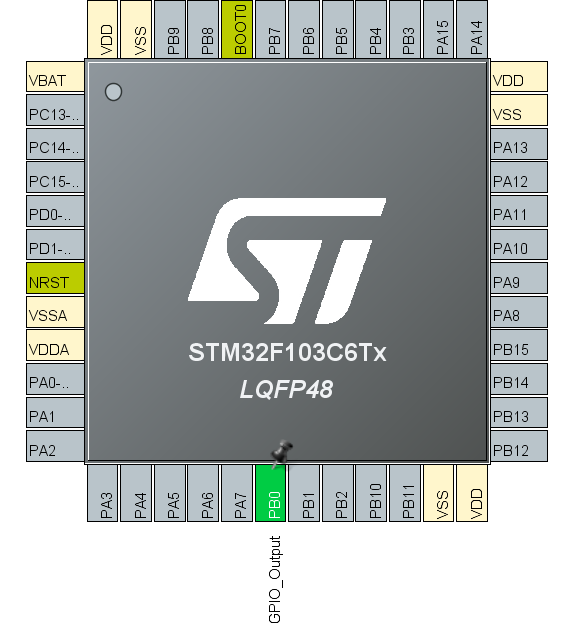 VDD
VSS
PB9
PB8
BOOT0
PB7
PB6
PB5
PB4
PB3
PA15
PA14
VBAT
PC13-..
PC14-..
PC15-..
PD0-..
PD1-..
NRST
VSSA
VDDA
PA0-..
PA1
PA2
VDD
VSS
PA13
PA12
PA11
PA10
PA9
PA8
PB15
PB14
PB13
PB12
ST
STM32F103C6Tx
LQFP48
PA3
PA4
PA5
PA6
PA7
PB0
PB1
PB2
PB10
PB11
VSS
VDD
GPIO_Output